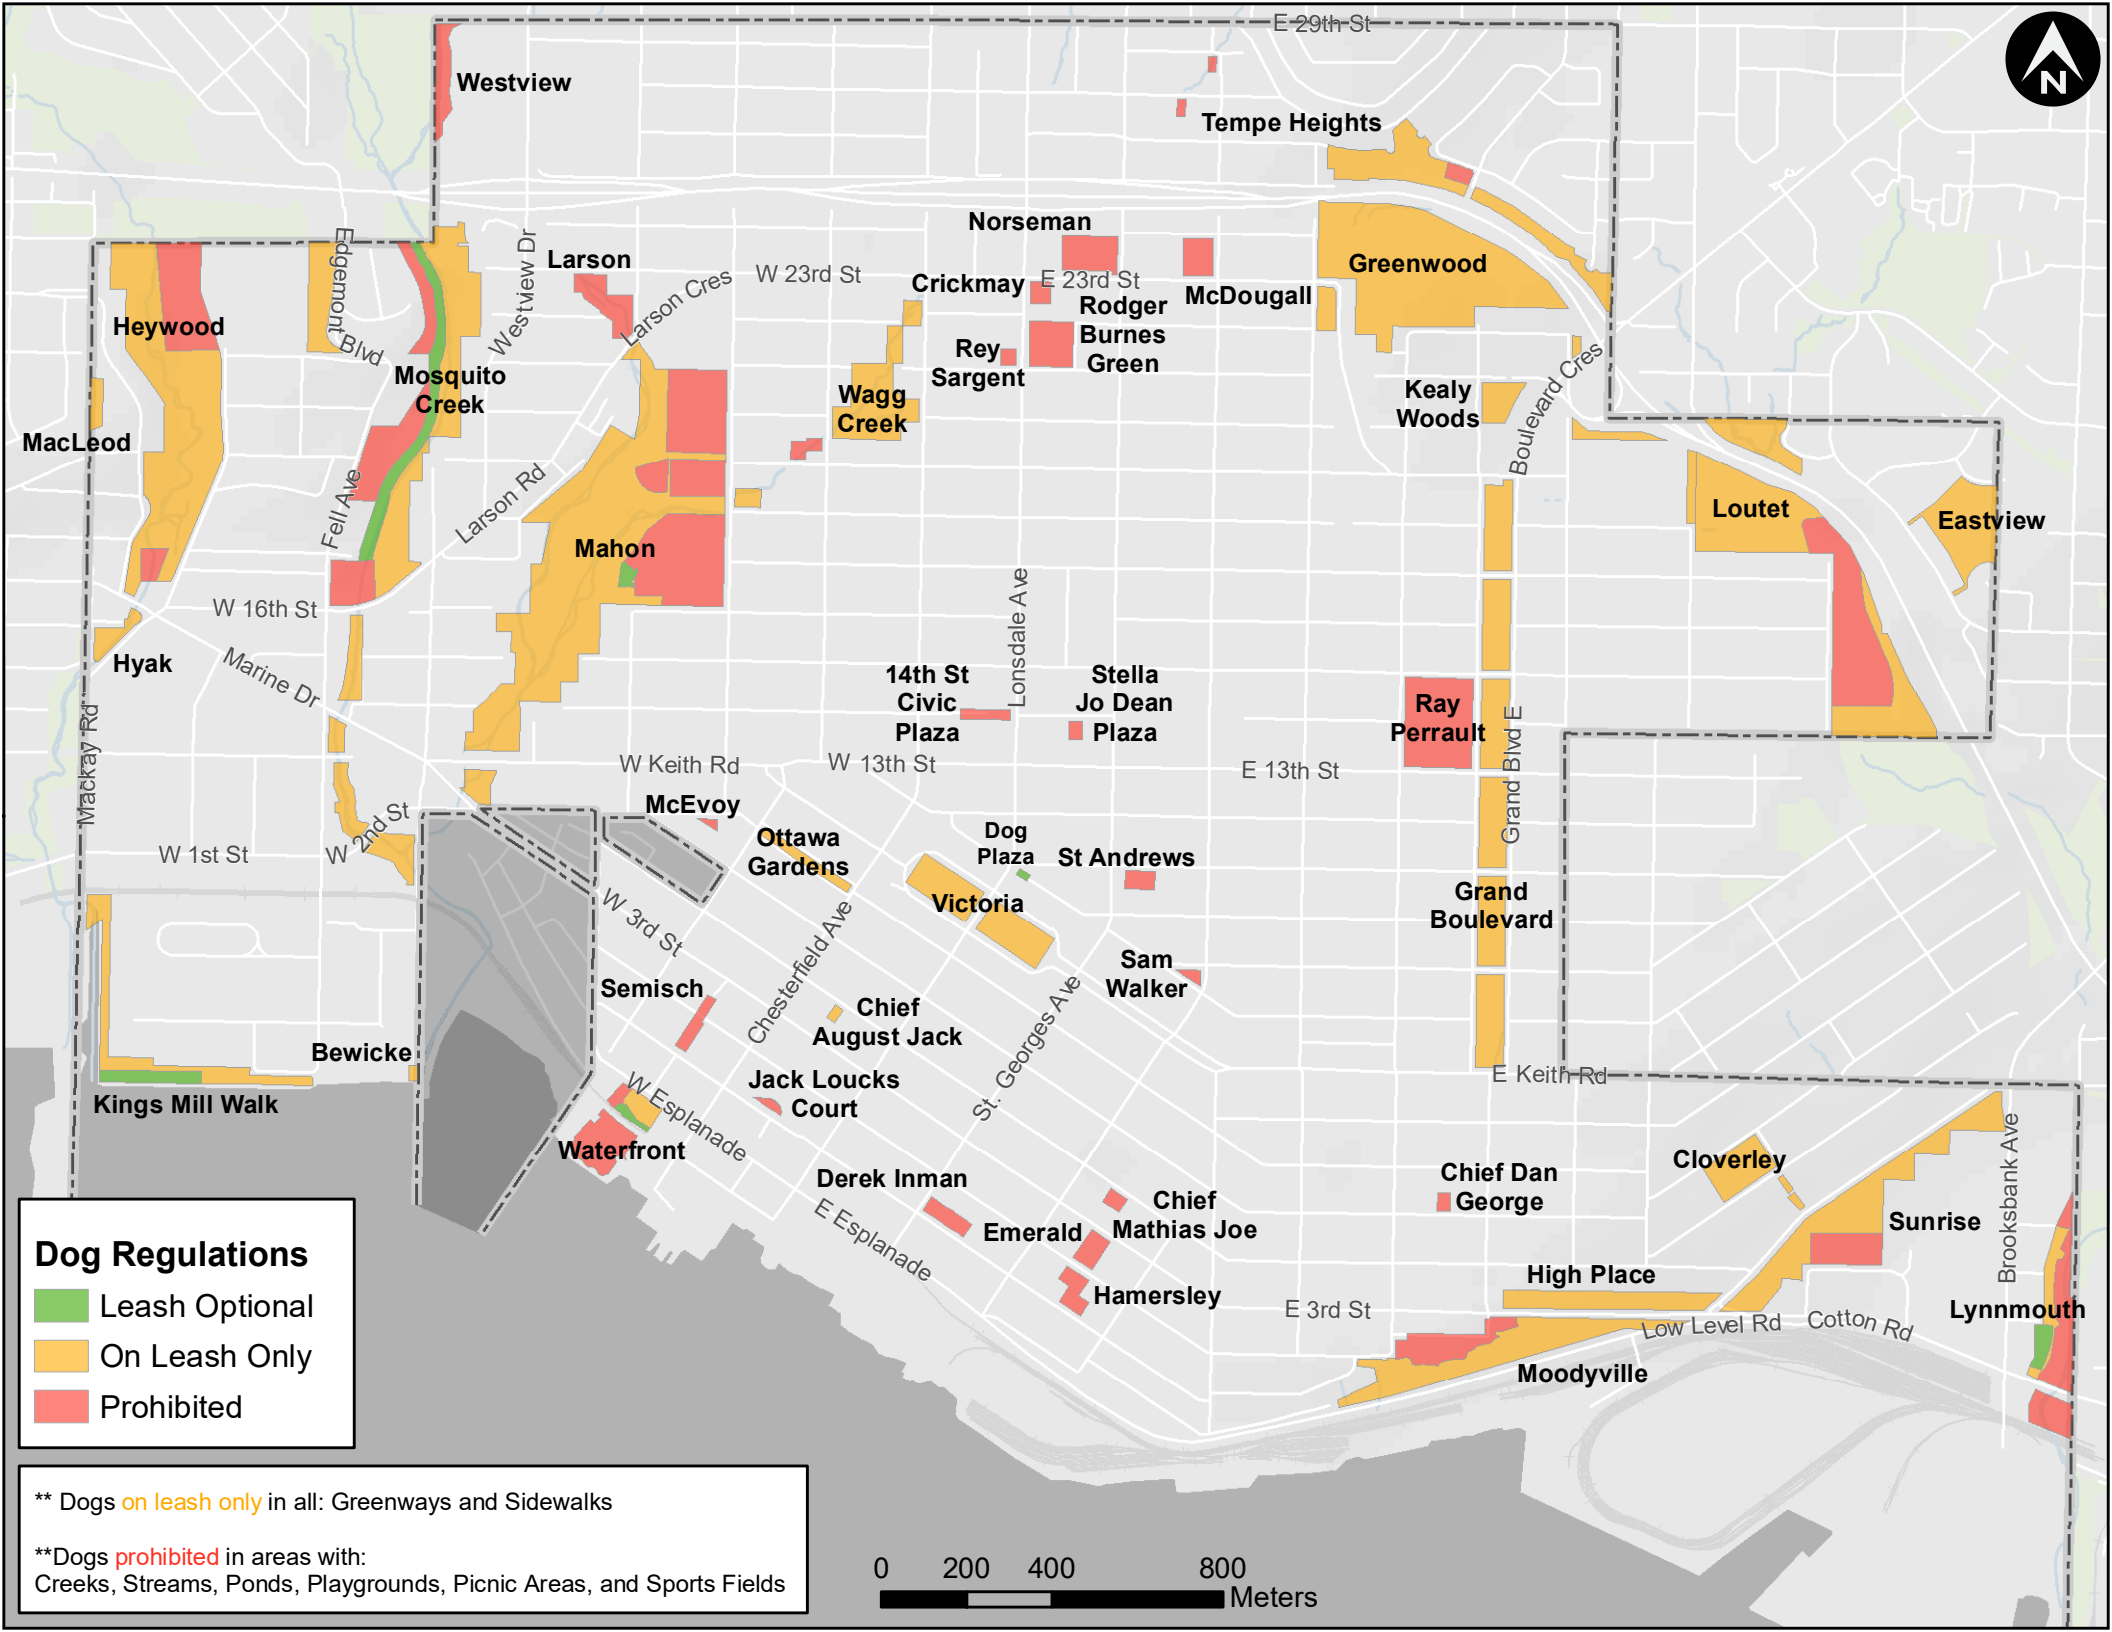 E 29th St
N
Westview
Tempe Heights
Norseman
Edgemont
Blvd
Westview Dr
Larson
Larson Cres
W 23rd St
Crickmay
E 23rd St
McDougall
Greenwood
Heywood
Rodger
Burnes
Green
Rey
Sargent
Mosquito
Creek
Wagg
Creek
Kealy
Woods
Boulevard Cres
MacLeod
Fell Ave
Larson Rd
Loutet
Eastview
Mahon
W 16th St
Lonsdale Ave
Hyak
Marine Dr
14th St
Civic
Plaza
Stella
Jo Dean
Plaza
Ray
Perrault
Grand Blvd E
Mackay Rd
W Keith Rd
W 13th St
E 13th St
McEvoy
W 2nd St
W 1st St
Ottawa
Gardens
Dog
Plaza
St Andrews
Victoria
Grand
Boulevard
W 3rd St
Chesterfield Ave
Sam
Walker
Semisch
Chief
August Jack
St. Georges Ave
Bewicke
E Keith Rd
Kings Mill Walk
Jack Loucks
Court
W Esplanade
Waterfront
Brooksbank Ave
Cloverley
Derek Inman
Chief Dan
George
Chief
Mathias Joe
Emerald
Sunrise
E Esplanade
High Place
Hamersley
E 3rd St
Lynnmouth
Low Level Rd
Cotton Rd
Moodyville
Dog Regulations
Leash Optional
On Leash Only
Prohibited
** Dogs on leash only in all: Greenways and Sidewalks
**Dogs prohibited in areas with:
Creeks, Streams, Ponds, Playgrounds, Picnic Areas, and Sports Fields
0 200 400 800
Meters